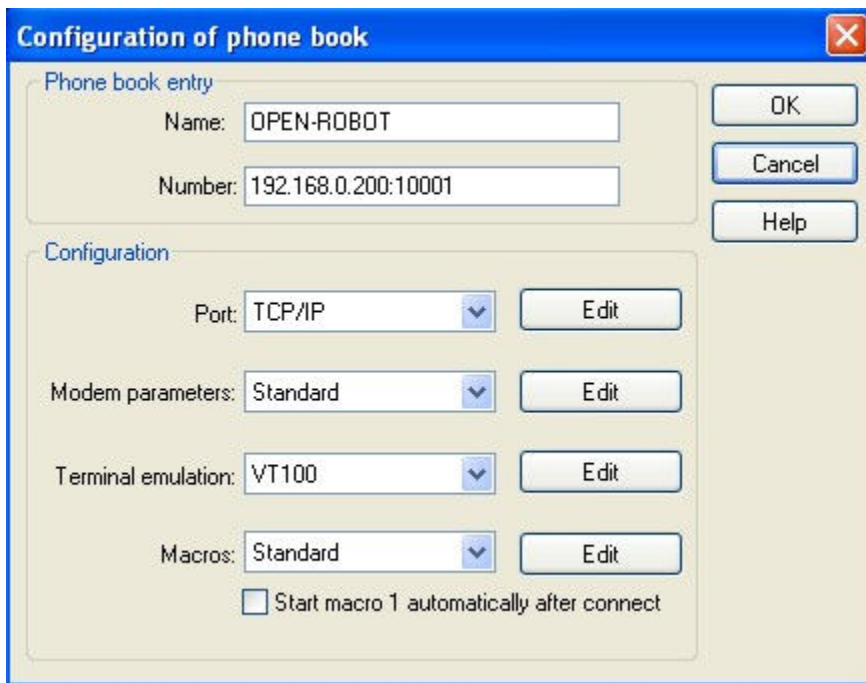 Configuration of phone book
Phone book entry
Name: OPEN-ROBOT
Number: 192.168.0.200:10001
OK
Cancel
Help
Configuration
Port: TCP/IP Edit
Modem parameters: Standard Edit
Terminal emulation: VT100 Edit
Macros: Standard Edit
Start macro 1 automatically after connect